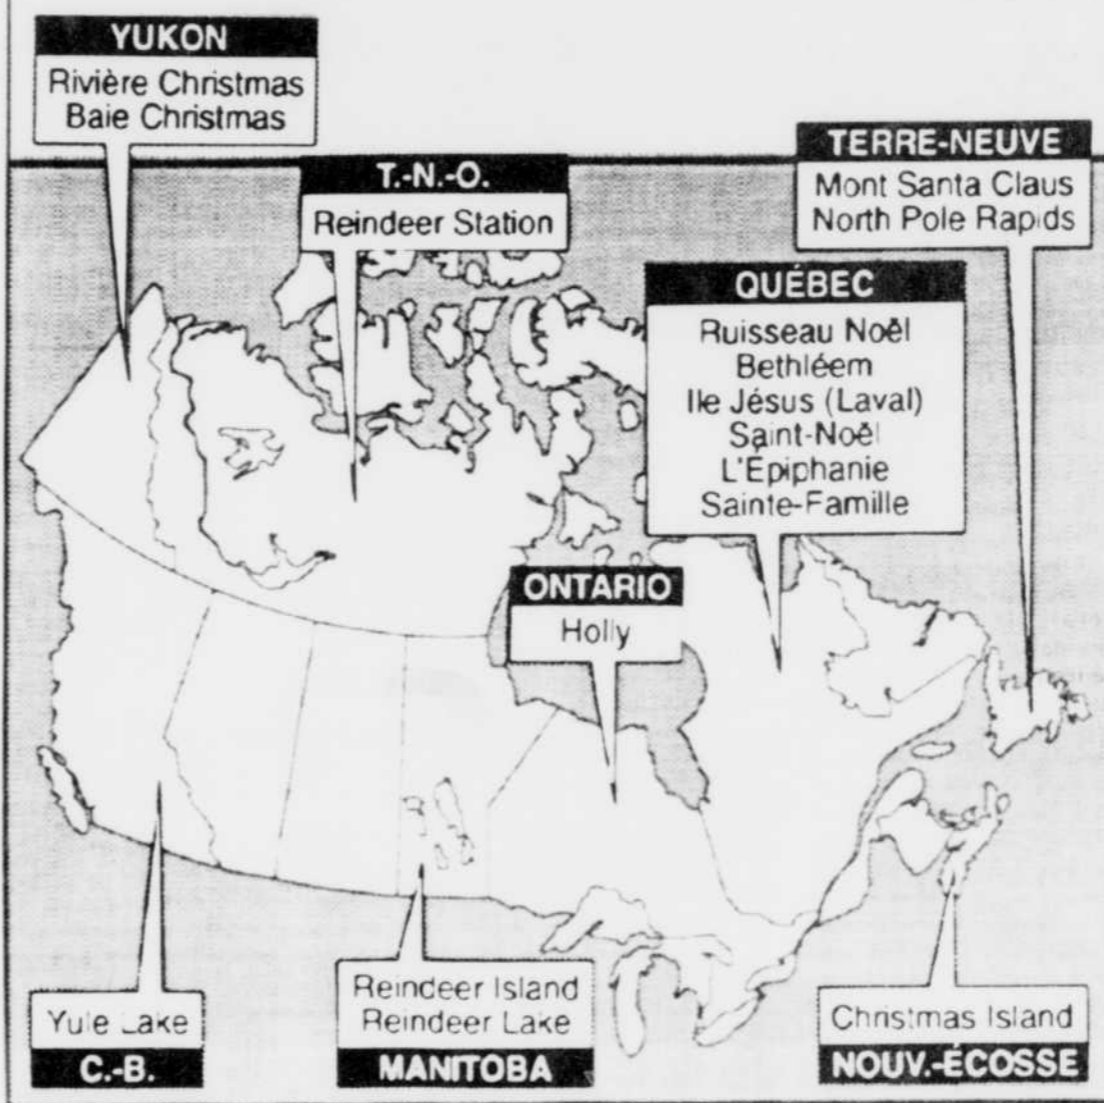 YUKON
Rivière Christmas
Baie Christmas
T.-N.-O.
Reindeer Station
TERRE-NEUVE
Mont Santa Claus
North Pole Rapids
QUÉBEC
Ruisseau Noël
Bethléem
Ile Jésus (Laval)
Saint-Noël
L'Épiphanie
Sainte-Famille
ONTARIO
Holly
Yule Lake
C.-B.
Reindeer Island
Reindeer Lake
MANITOBA
Christmas Island
NOUV.-ÉCOSSE